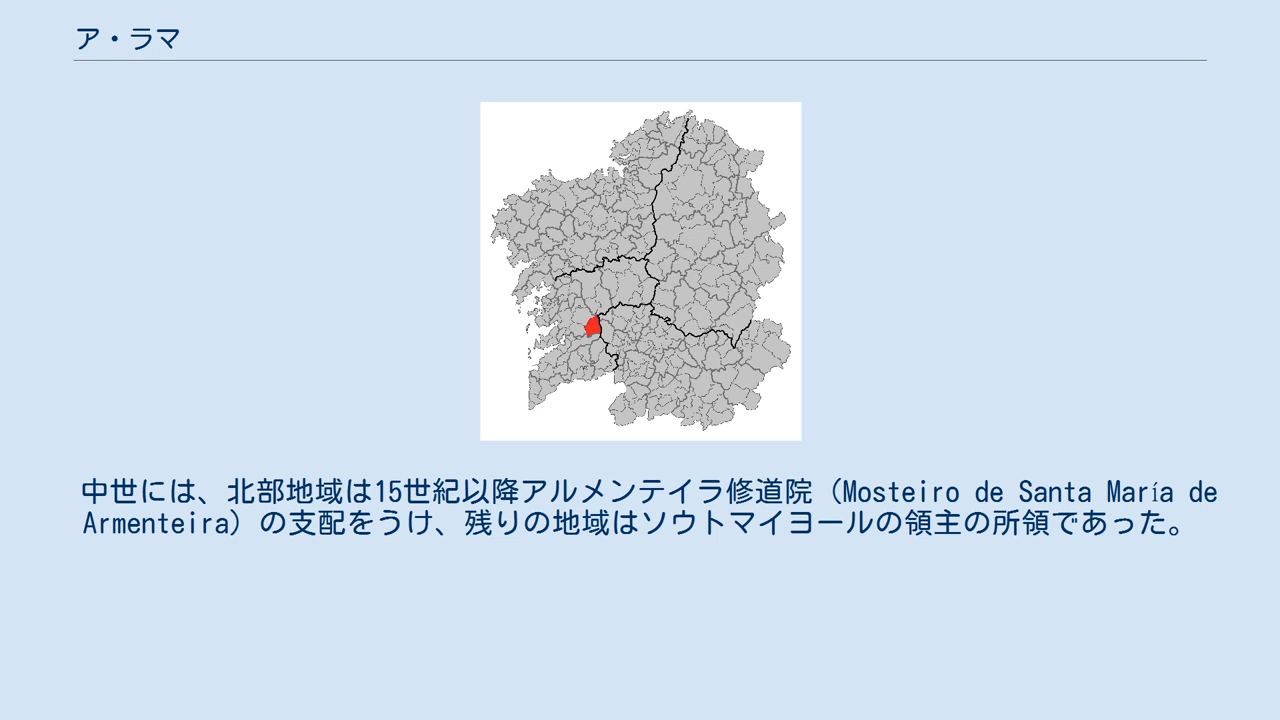 ア・ラマ
中世には、北部地域は15世紀以降アルメンテイラ修道院（Mosteiro de Santa María de
Armenteira）の支配をうけ、残りの地域はソウトマイヨールの領主の所領であった。